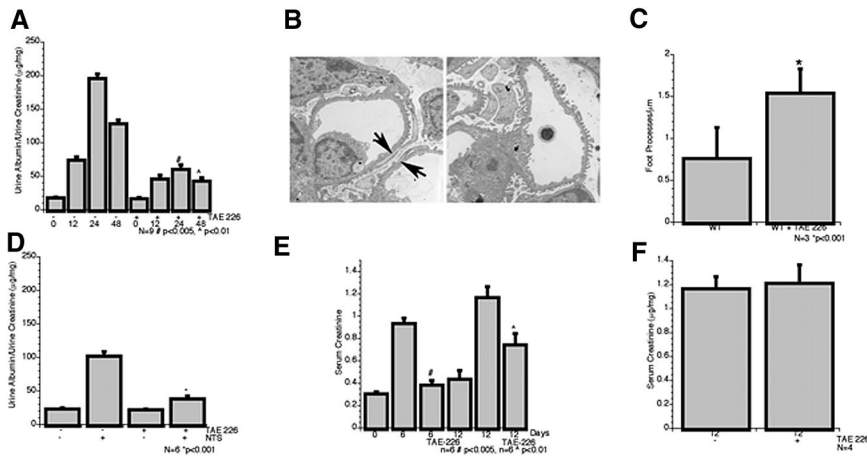 A
Urine Albumin/Urine Creatinine (µg/mg)
250
200
150
100
50
0
- - - - + + + + TAE 226
0 12 24 48 0 12 24 48
# ^
N=9 # p<0.005, ^ p<0.01
B
C
Foot Processes/µm
2
1.5
1
0.5
0
*
WT WT + TAE 226
N=3 *p<0.001
D
Urine Albumin/Urine Creatinine (µg/mg)
250
200
150
100
50
0
- - + + TAE 226
- + - + NTS
N=6 *p<0.001
E
Serum Creatinine
1.4
1.2
1
0.8
0.6
0.4
0.2
0
# ^
0 6 6 12 12 12 Days
TAE-226 TAE-226
n=6 # p<0.005, n=6 ^ p<0.01
F
Serum Creatinine (µg/mg)
1.4
1.2
1
0.8
0.6
0.4
0.2
0
12 12
- + TAE 226
N=4